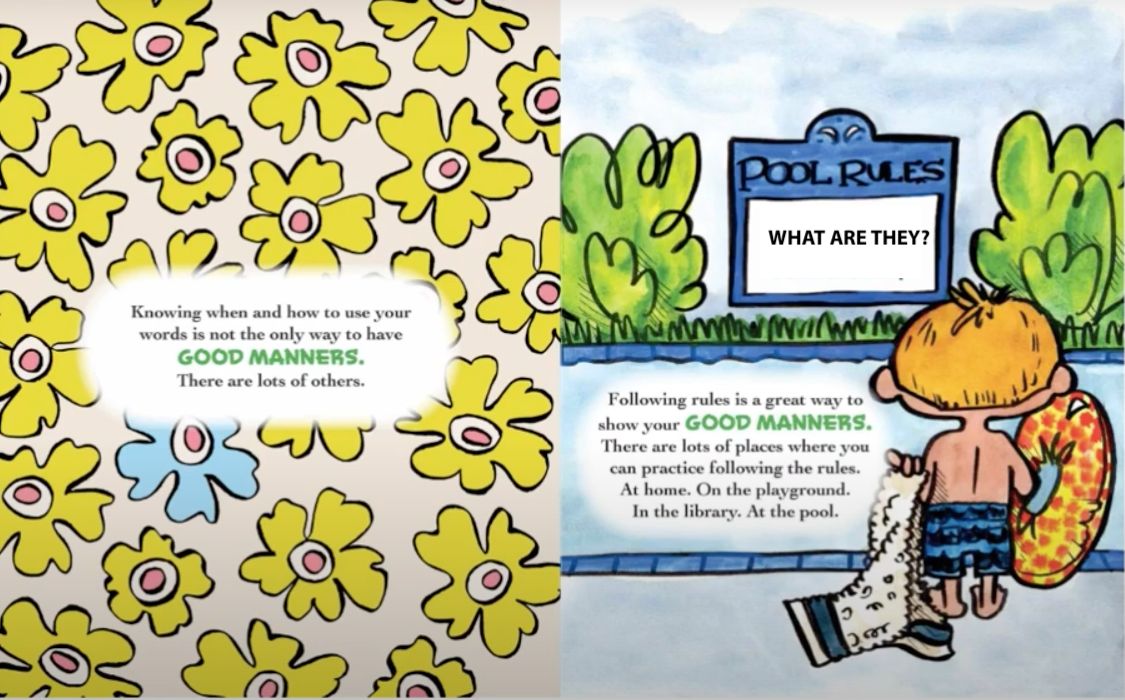 Knowing when and how to use your
words is not the only way to have
GOOD MANNERS.
There are lots of others.
POOL RULES
WHAT ARE THEY?
Following rules is a great way to
show your GOOD MANNERS.
There are lots of places where you
can practice following the rules.
At home. On the playground.
In the library. At the pool.